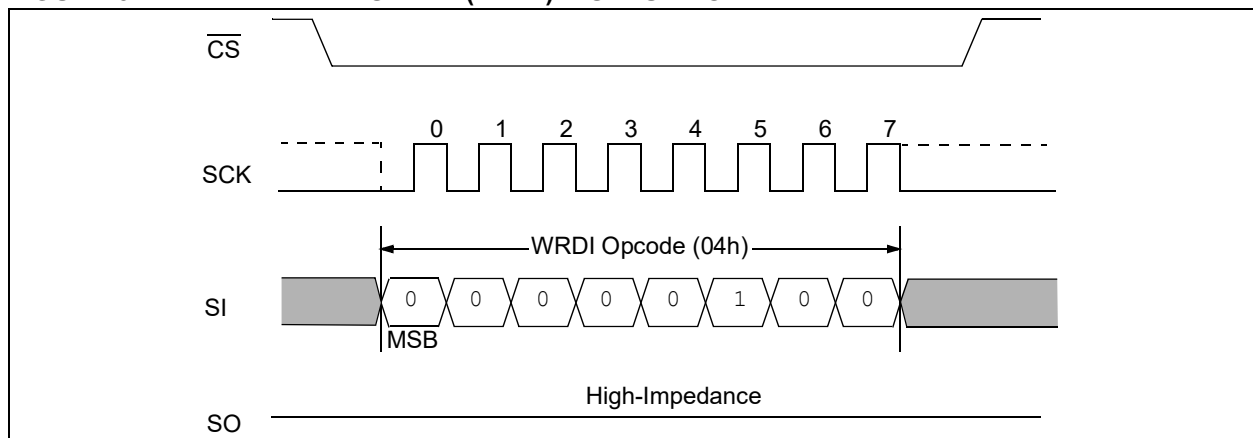 CS
0 1 2 3 4 5 6 7
SCK
WRDI Opcode (04h)
SI
0 0 0 0 0 1 0 0
MSB
High-Impedance
SO